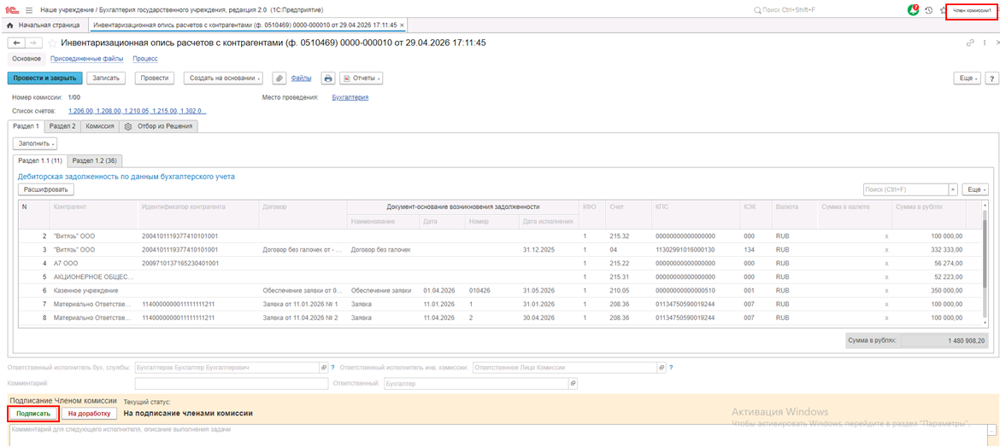 1С Наше учреждение / Бухгалтерия государственного учреждения, редакция 2.0 (1С:Предприятие) Поиск Ctrl+Shift+F 7 Член комиссии1
Начальная страница Инвентаризационная опись расчетов с контрагентами (ф. 0510469) 0000-000010 от 29.04.2026 17:11:45 ×
Инвентаризационная опись расчетов с контрагентами (ф. 0510469) 0000-000010 от 29.04.2026 17:11:45
Основное Присоединенные файлы Процесс
Провести и закрыть Записать Провести Создать на основании Файлы Отчеты Еще ?
Номер комиссии: 1/00 Место проведения: Бухгалтерия
Список счетов: 1.206.00, 1.208.00, 1.210.05, 1.215.00, 1.302.0...
Раздел 1 Раздел 2 Комиссия Отбор из Решения
Заполнить
Раздел 1.1 (11) Раздел 1.2 (36)
Дебиторская задолженность по данным бухгалтерского учета
Расшифровать Поиск (Ctrl+F) × Еще
N Контрагент Идентификатор контрагента Договор Документ-основание возникновения задолженности КФО Счет КПС КЭК Валюта Сумма в валюте Сумма в рублях
Наименование Дата Номер Дата исполнения
2 "Витязь" ООО 2004101119377410101001 1 215.32 00000000000000000 000 RUB x 100 000,00
3 "Витязь" ООО 2004101119377410101001 Договор без галочек от - ... Договор без галочек 31.12.2025 1 04 11302991016000130 134 RUB x 332 333,00
4 А7 ООО 2009710137165230401001 1 215.22 00000000000000000 000 RUB x 56 274,00
5 АКЦИОНЕРНОЕ ОБЩЕС... 1 215.31 00000000000000000 000 RUB x 52 223,00
6 Казенное учреждение Обеспечение заявки от 0... Обеспечение заявки 01.04.2026 010426 31.05.2026 1 210.05 00000000000000510 001 RUB x 350 000,00
7 Материально Ответстве... 1140000000011111111211 Заявка от 11.01.2026 № 1 Заявка 11.01.2026 1 31.01.2026 1 208.36 01134750590019244 007 RUB x 100 000,00
8 Материально Ответстве... 1140000000011111111211 Заявка от 11.04.2026 № 2 Заявка 11.04.2026 2 30.04.2026 1 208.36 01134750590019244 007 RUB x 100 000,00
Сумма в рублях: 1 480 908,20
Ответственный исполнитель бух. службы: Бухгалтеров Бухгалтер Бухгалтерович ? Ответственный исполнитель инв. комиссии: Ответственное Лицо Комиссии ?
Комментарий: Ответственный: Бухгалтер
Подписание Членом комиссии Текущий статус:
Подписать На доработку На подписание членами комиссии
Активация Windows
Чтобы активировать Windows, перейдите в раздел "Параметры".
Комментарий для следующего исполнителя, описание выполнения задачи